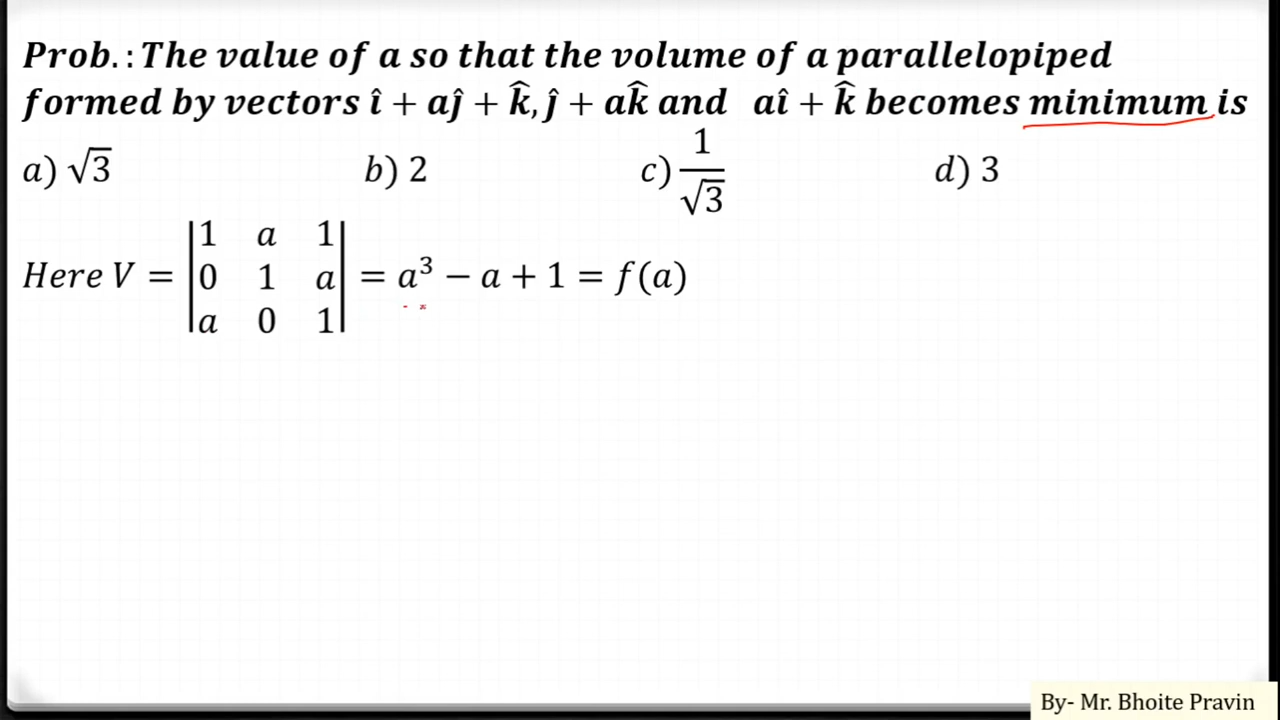 Prob.: The value of a so that the volume of a parallelopiped
formed by vectors î + aĵ + k̂, ĵ + ak̂ and aî + k̂ becomes minimum is
a) √3 b) 2 c) 1/√3 d) 3
Here V = |1 a 1; 0 1 a; a 0 1| = a³ − a + 1 = f(a)
By- Mr. Bhoite Pravin